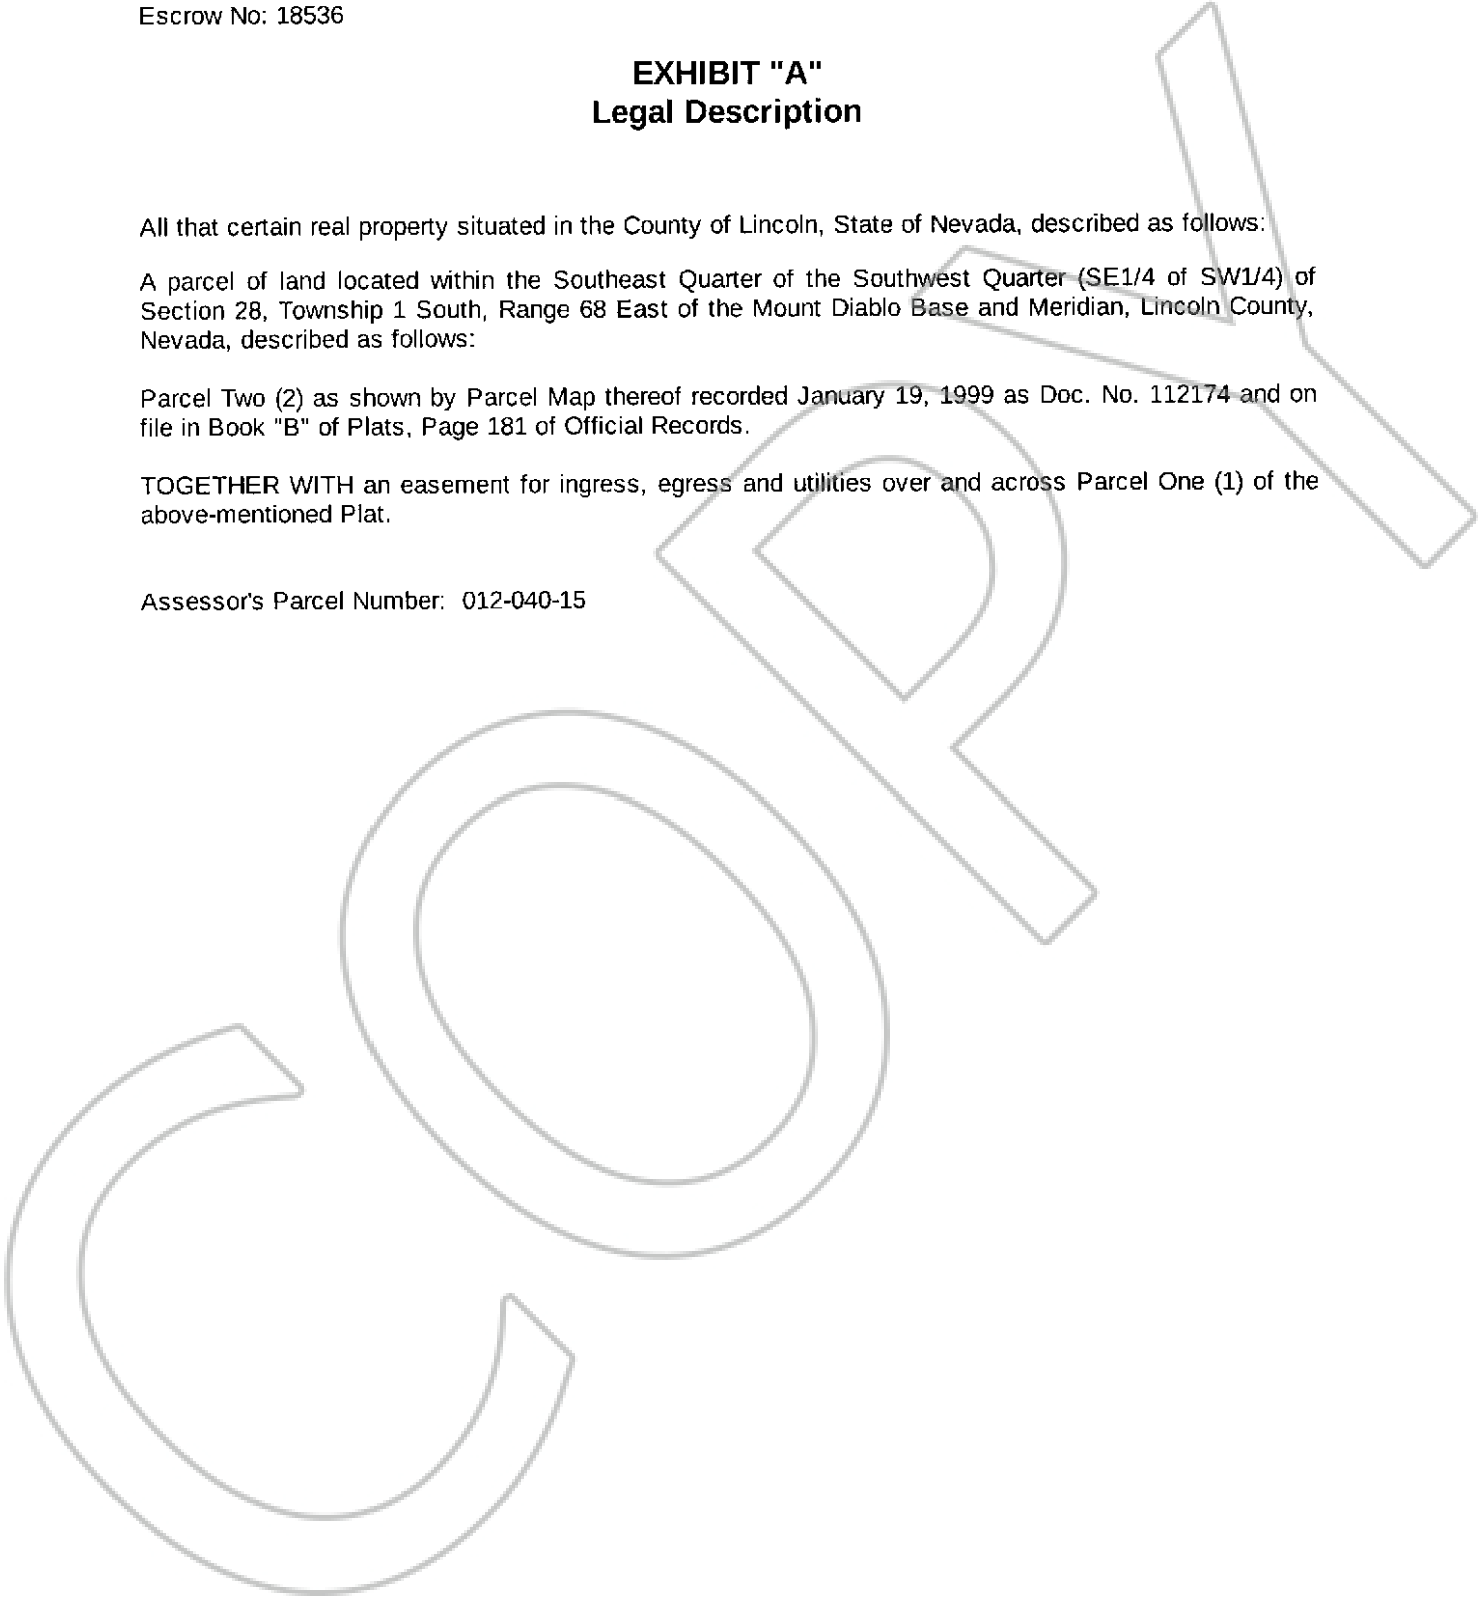 Escrow No: 18536
EXHIBIT "A"
Legal Description
All that certain real property situated in the County of Lincoln, State of Nevada, described as follows:
A parcel of land located within the Southeast Quarter of the Southwest Quarter (SE1/4 of SW1/4) of
Section 28, Township 1 South, Range 68 East of the Mount Diablo Base and Meridian, Lincoln County,
Nevada, described as follows:
Parcel Two (2) as shown by Parcel Map thereof recorded January 19, 1999 as Doc. No. 112174 and on
file in Book "B" of Plats, Page 181 of Official Records.
TOGETHER WITH an easement for ingress, egress and utilities over and across Parcel One (1) of the
above-mentioned Plat.
Assessor's Parcel Number: 012-040-15
COPY